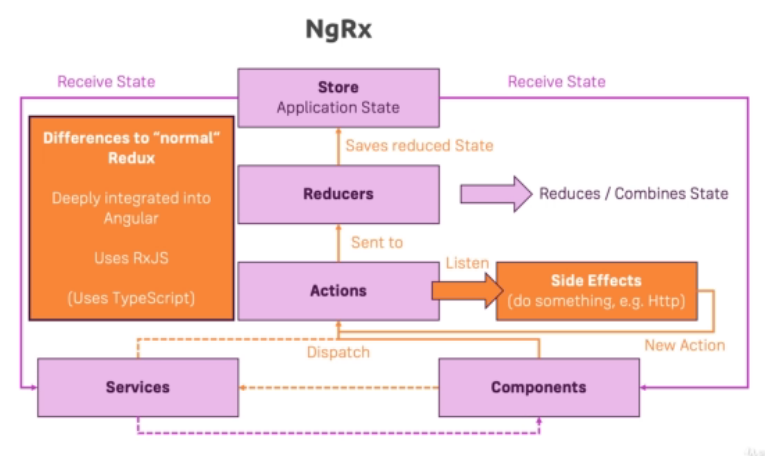 NgRx
Receive State
Store
Application State
Receive State
Differences to “normal”
Redux
Deeply integrated into
Angular
Uses RxJS
(Uses TypeScript)
Saves reduced State
Reducers
Reduces / Combines State
Sent to
Actions
Listen
Side Effects
(do something, e.g. Http)
New Action
Dispatch
Services
Components